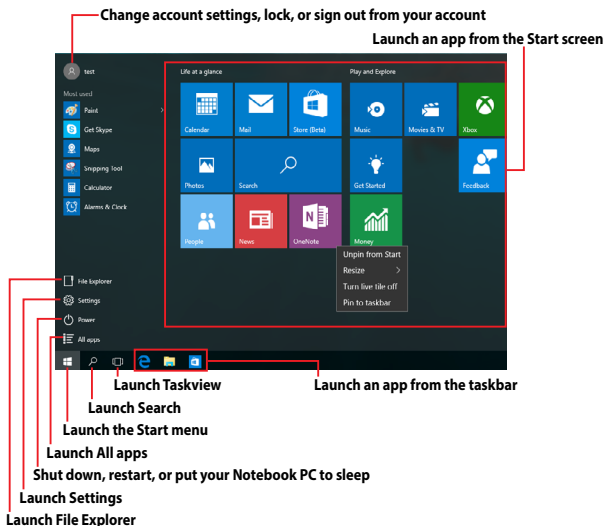 Change account settings, lock, or sign out from your account
Launch an app from the Start screen
test
Life at a glance
Play and Explore
Most used
Paint
Get Skype
Maps
Snipping Tool
Calculator
Alarms & Clock
Calendar
Mail
Store (Beta)
Music
Movies & TV
Xbox
Photos
Search
Get Started
Feedback
People
News
OneNote
Money
Unpin from Start
Resize
Turn live tile off
Pin to taskbar
File Explorer
Settings
Power
All apps
Launch Taskview
Launch an app from the taskbar
Launch Search
Launch the Start menu
Launch All apps
Shut down, restart, or put your Notebook PC to sleep
Launch Settings
Launch File Explorer